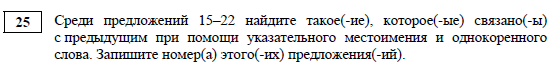 25 Среди предложений 15–22 найдите такое(-ие), которое(-ые) связано(-ы)
с предыдущим при помощи указательного местоимения и однокоренного
слова. Запишите номер(а) этого(-их) предложения(-ий).